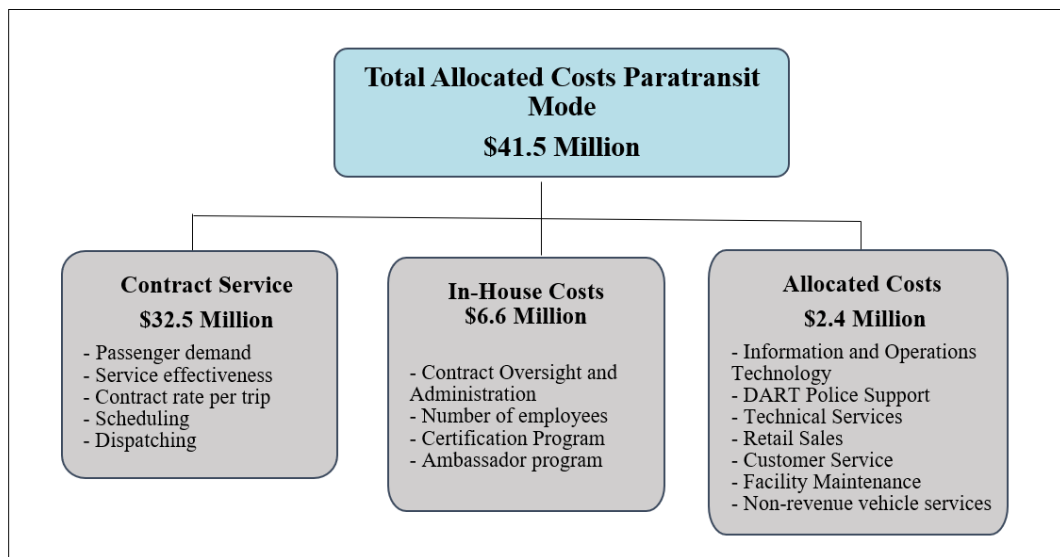 Total Allocated Costs Paratransit
Mode
$41.5 Million
Contract Service
$32.5 Million
- Passenger demand
- Service effectiveness
- Contract rate per trip
- Scheduling
- Dispatching
In-House Costs
$6.6 Million
- Contract Oversight and
Administration
- Number of employees
- Certification Program
- Ambassador program
Allocated Costs
$2.4 Million
- Information and Operations
Technology
- DART Police Support
- Technical Services
- Retail Sales
- Customer Service
- Facility Maintenance
- Non-revenue vehicle services